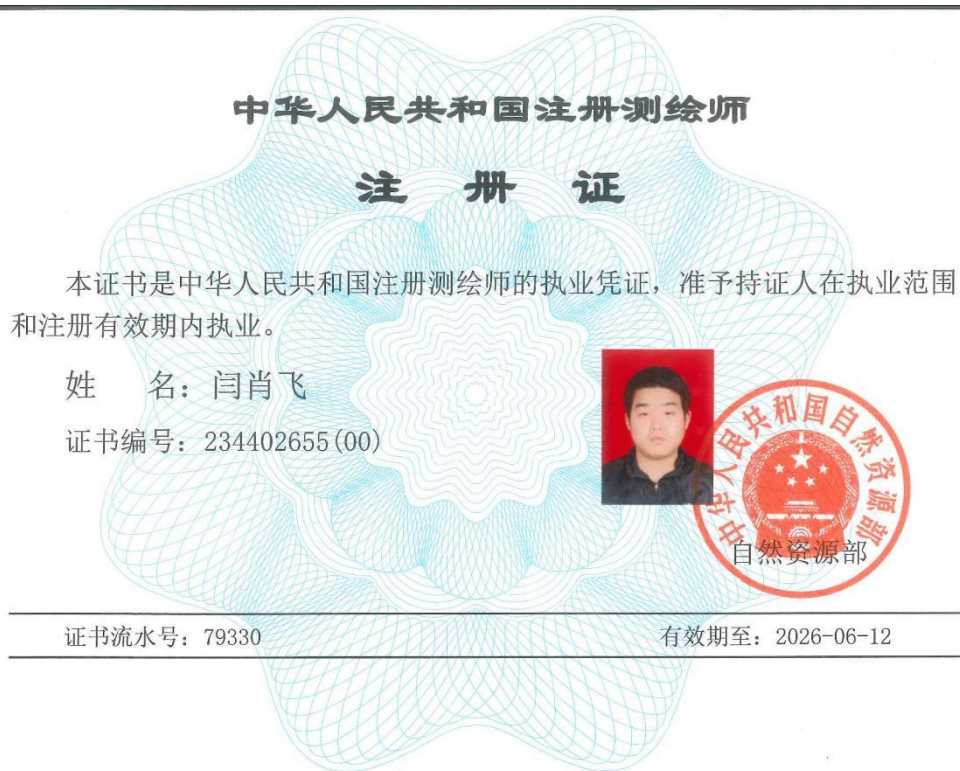 中华人民共和国注册测绘师
注 册 证
本证书是中华人民共和国注册测绘师的执业凭证，准予持证人在执业范围
和注册有效期内执业。
姓 名：闫肖飞
证书编号：234402655(00)
中华人民共和国自然资源部
自然资源部
证书流水号：79330 有效期至：2026-06-12